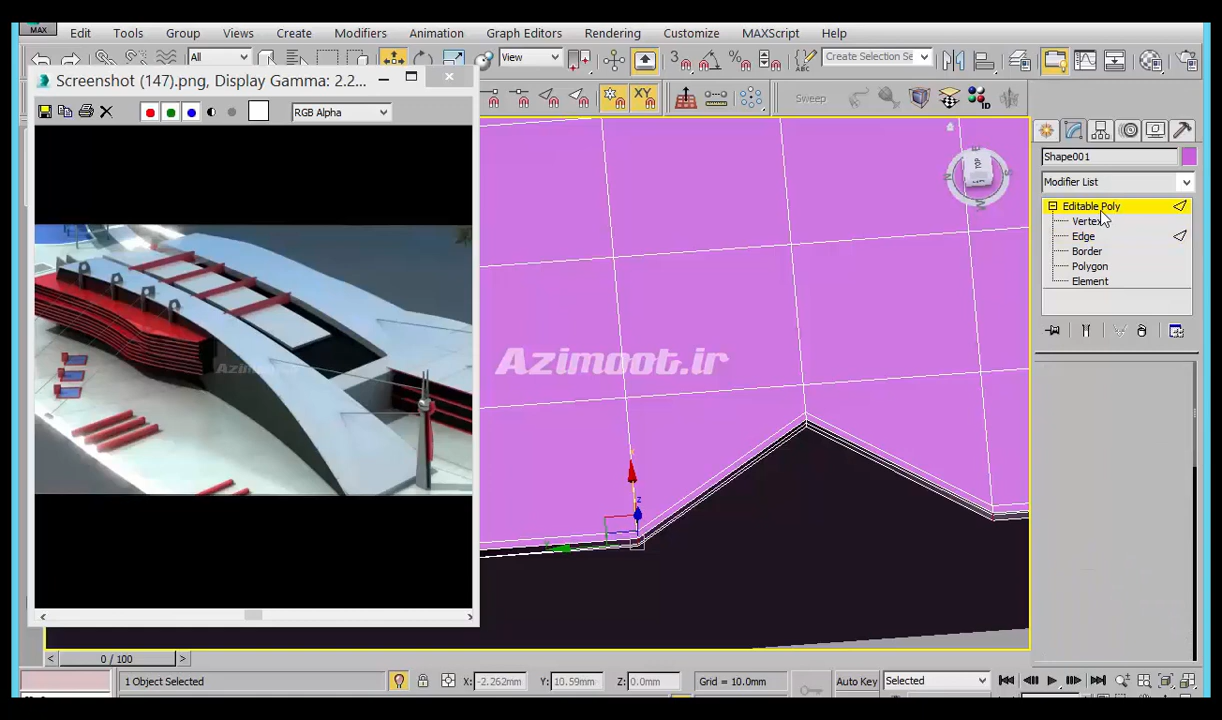 MAX
Edit Tools Group Views Create Modifiers Animation Graph Editors Rendering Customize MAXScript Help
All
View
Create Selection Se
Screenshot (147).png, Display Gamma: 2.2...
RGB Alpha
Sweep
XY
Shape001
Modifier List
Editable Poly
Vertex
Edge
Border
Polygon
Element
TOP
Azimoot.ir
0 / 100
1 Object Selected
X: -2.262mm
Y: 10.59mm
Z: 0.0mm
Grid = 10.0mm
Auto Key
Selected